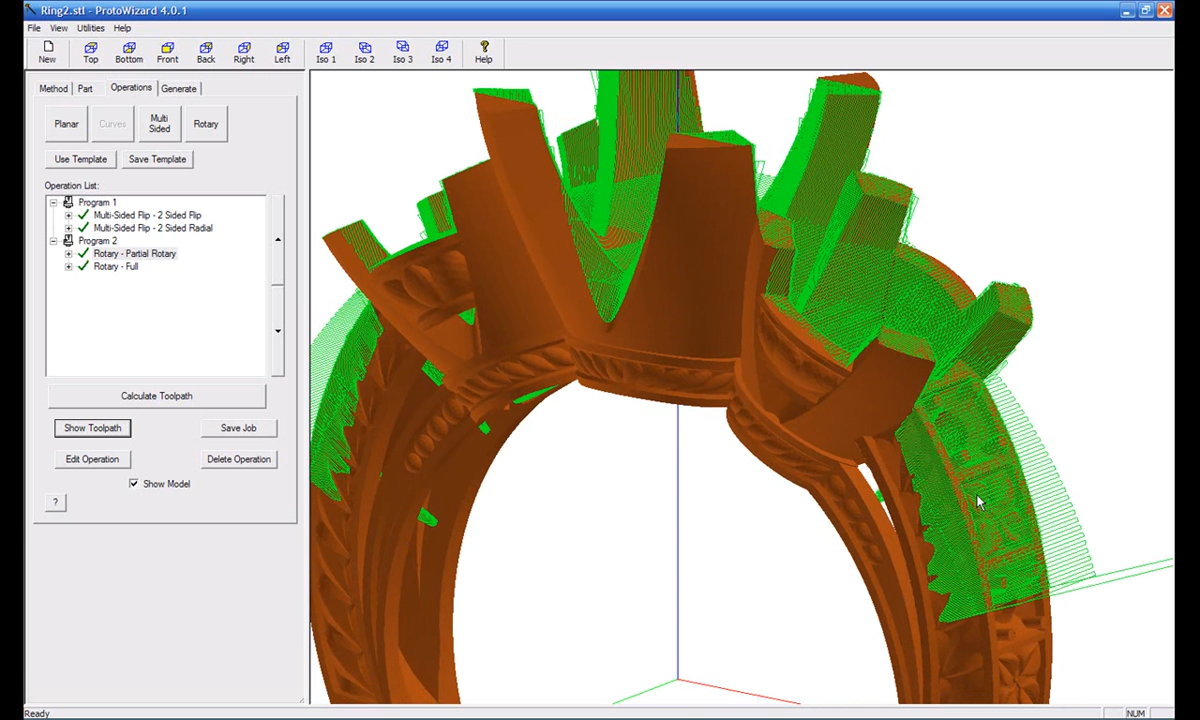 Ring2.stl - ProtoWizard 4.0.1
File View Utilities Help
New Top Bottom Front Back Right Left Iso 1 Iso 2 Iso 3 Iso 4 Help
Method Part Operations Generate
Planar Curves Multi Sided Rotary
Use Template Save Template
Operation List:
Program 1
Multi-Sided Flip - 2 Sided Flip
Multi-Sided Flip - 2 Sided Radial
Program 2
Rotary - Partial Rotary
Rotary - Full
Calculate Toolpath
Show Toolpath Save Job
Edit Operation Delete Operation
Show Model
?
Ready NUM